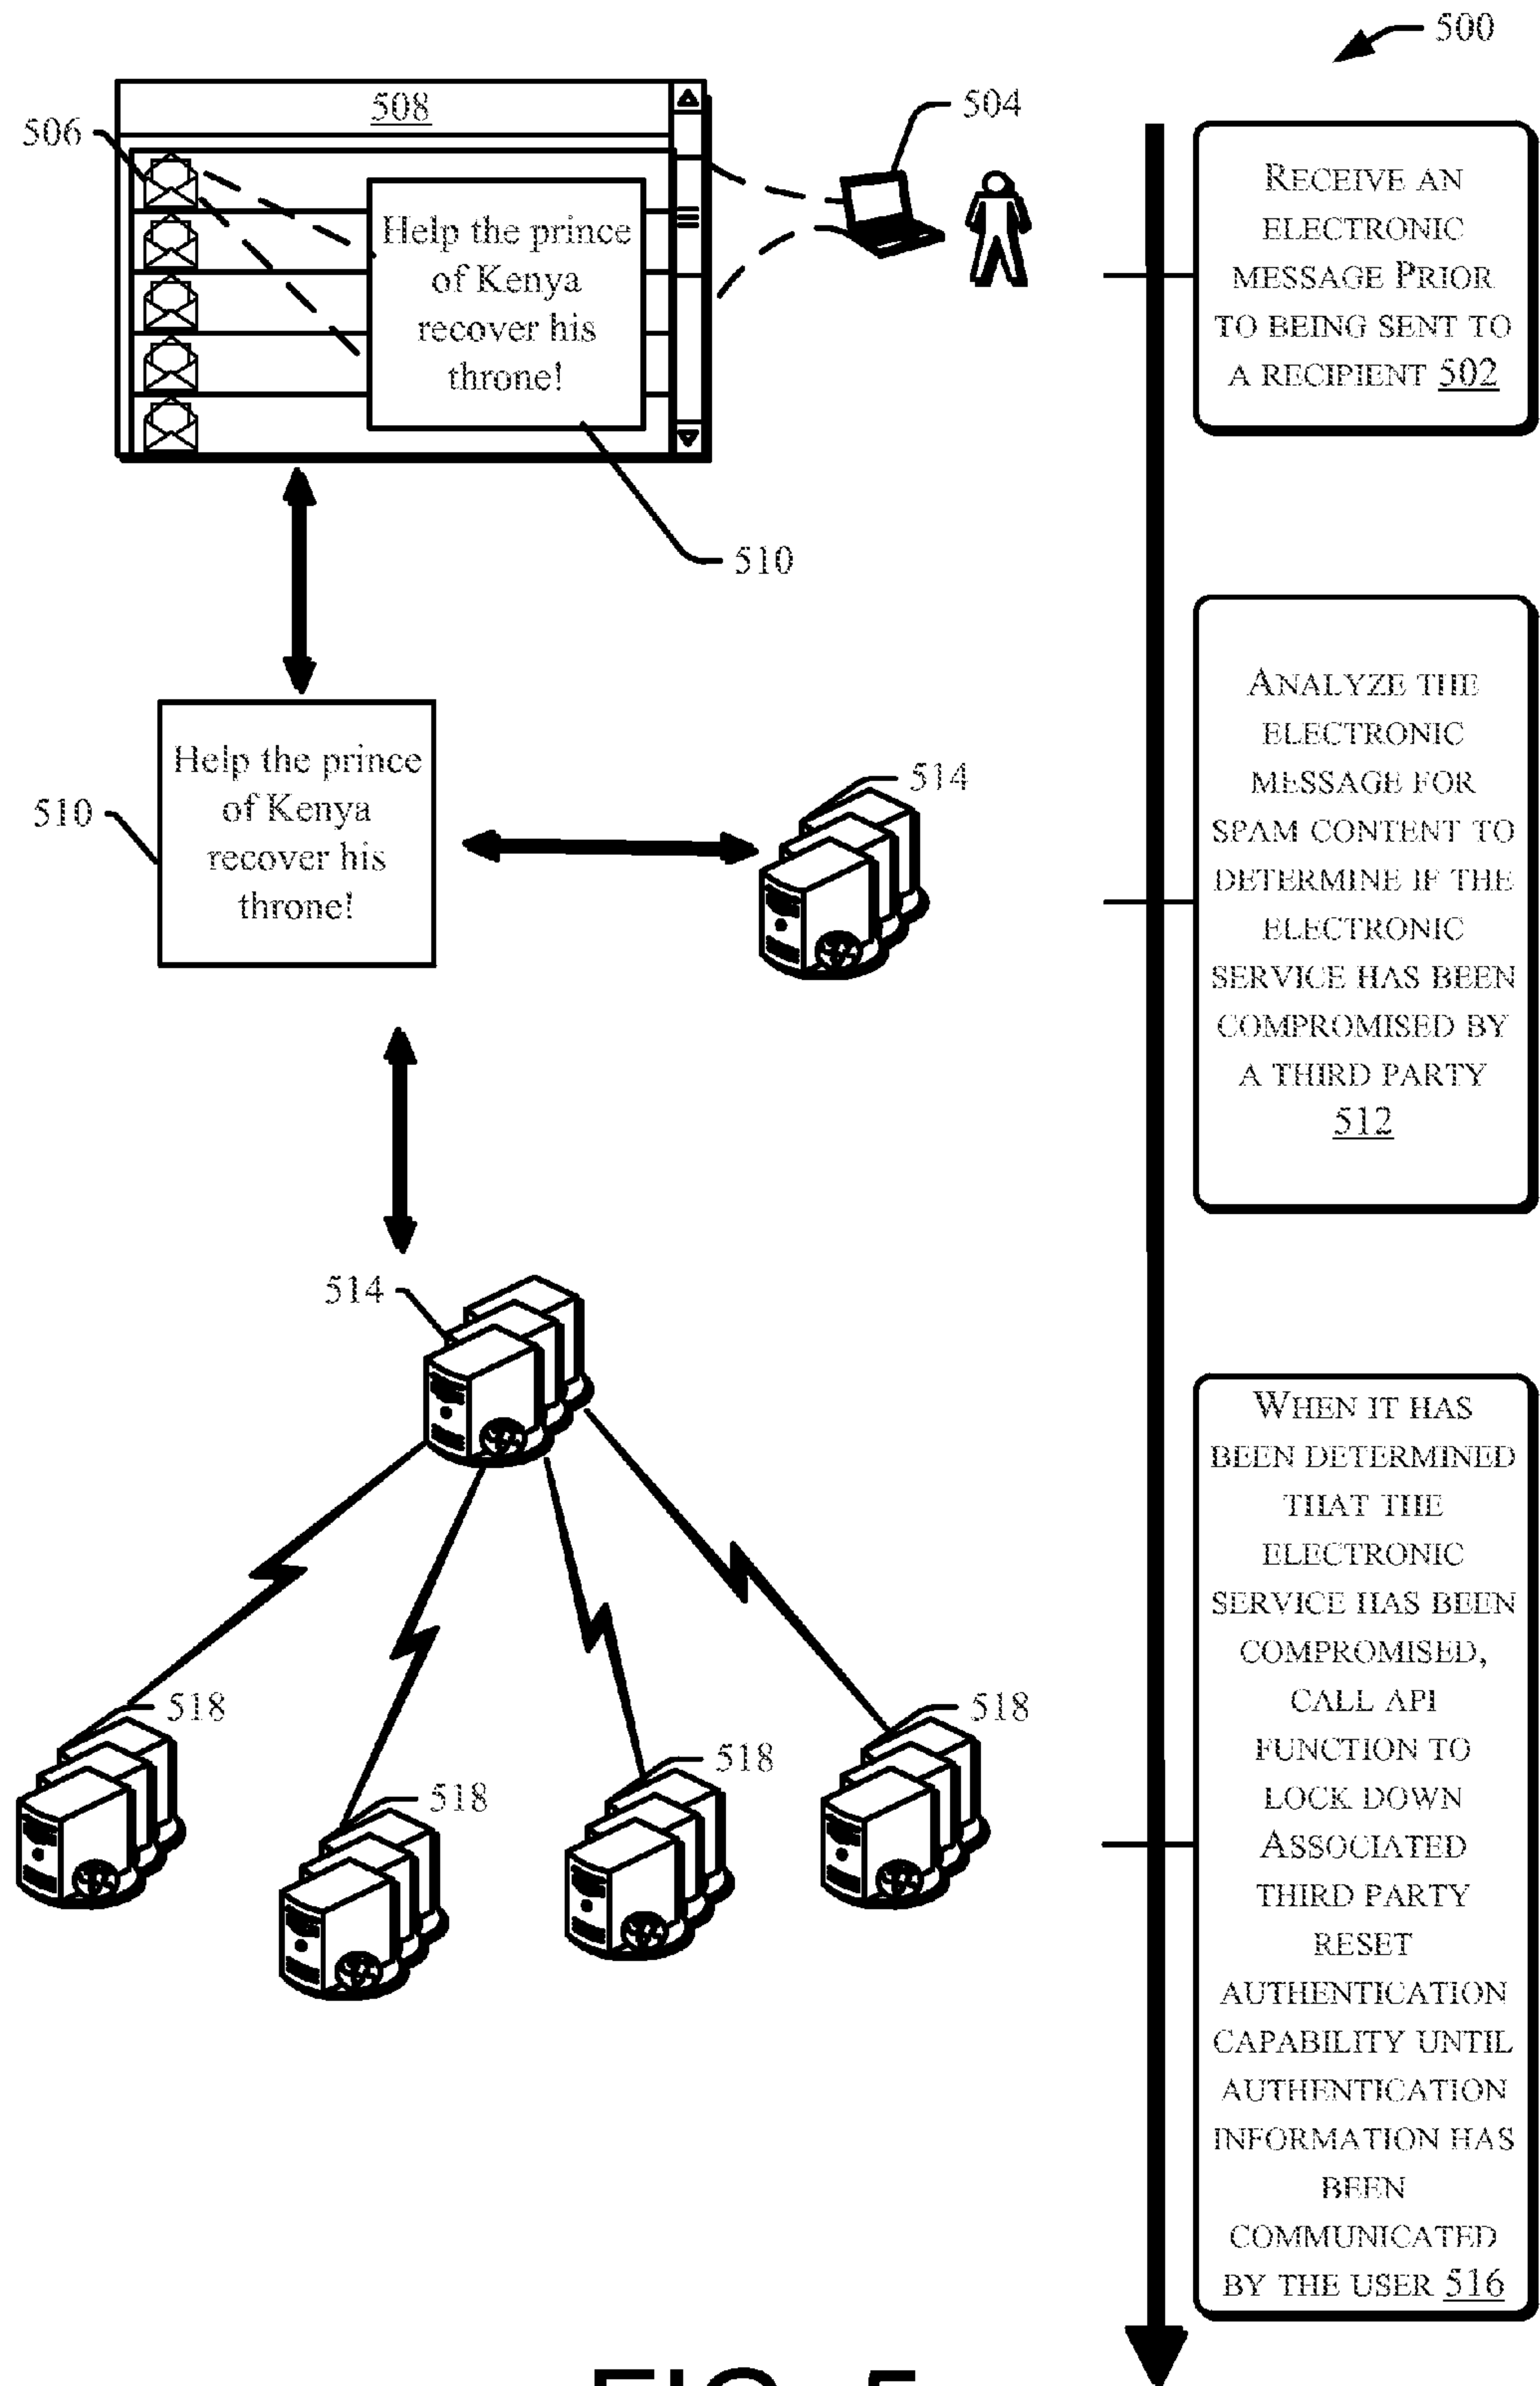 500
508
504
506
Help the prince
of Kenya
recover his
throne!
510
RECEIVE AN
ELECTRONIC
MESSAGE PRIOR
TO BEING SENT TO
A RECIPIENT 502
Help the prince
of Kenya
recover his
throne!
510
514
ANALYZE THE
ELECTRONIC
MESSAGE FOR
SPAM CONTENT TO
DETERMINE IF THE
ELECTRONIC
SERVICE HAS BEEN
COMPROMISED BY
A THIRD PARTY
512
514
518
518
518
518
WHEN IT HAS
BEEN DETERMINED
THAT THE
ELECTRONIC
SERVICE HAS BEEN
COMPROMISED,
CALL API
FUNCTION TO
LOCK DOWN
ASSOCIATED
THIRD PARTY
RESET
AUTHENTICATION
CAPABILITY UNTIL
AUTHENTICATION
INFORMATION HAS
BEEN
COMMUNICATED
BY THE USER 516
FIG. 5